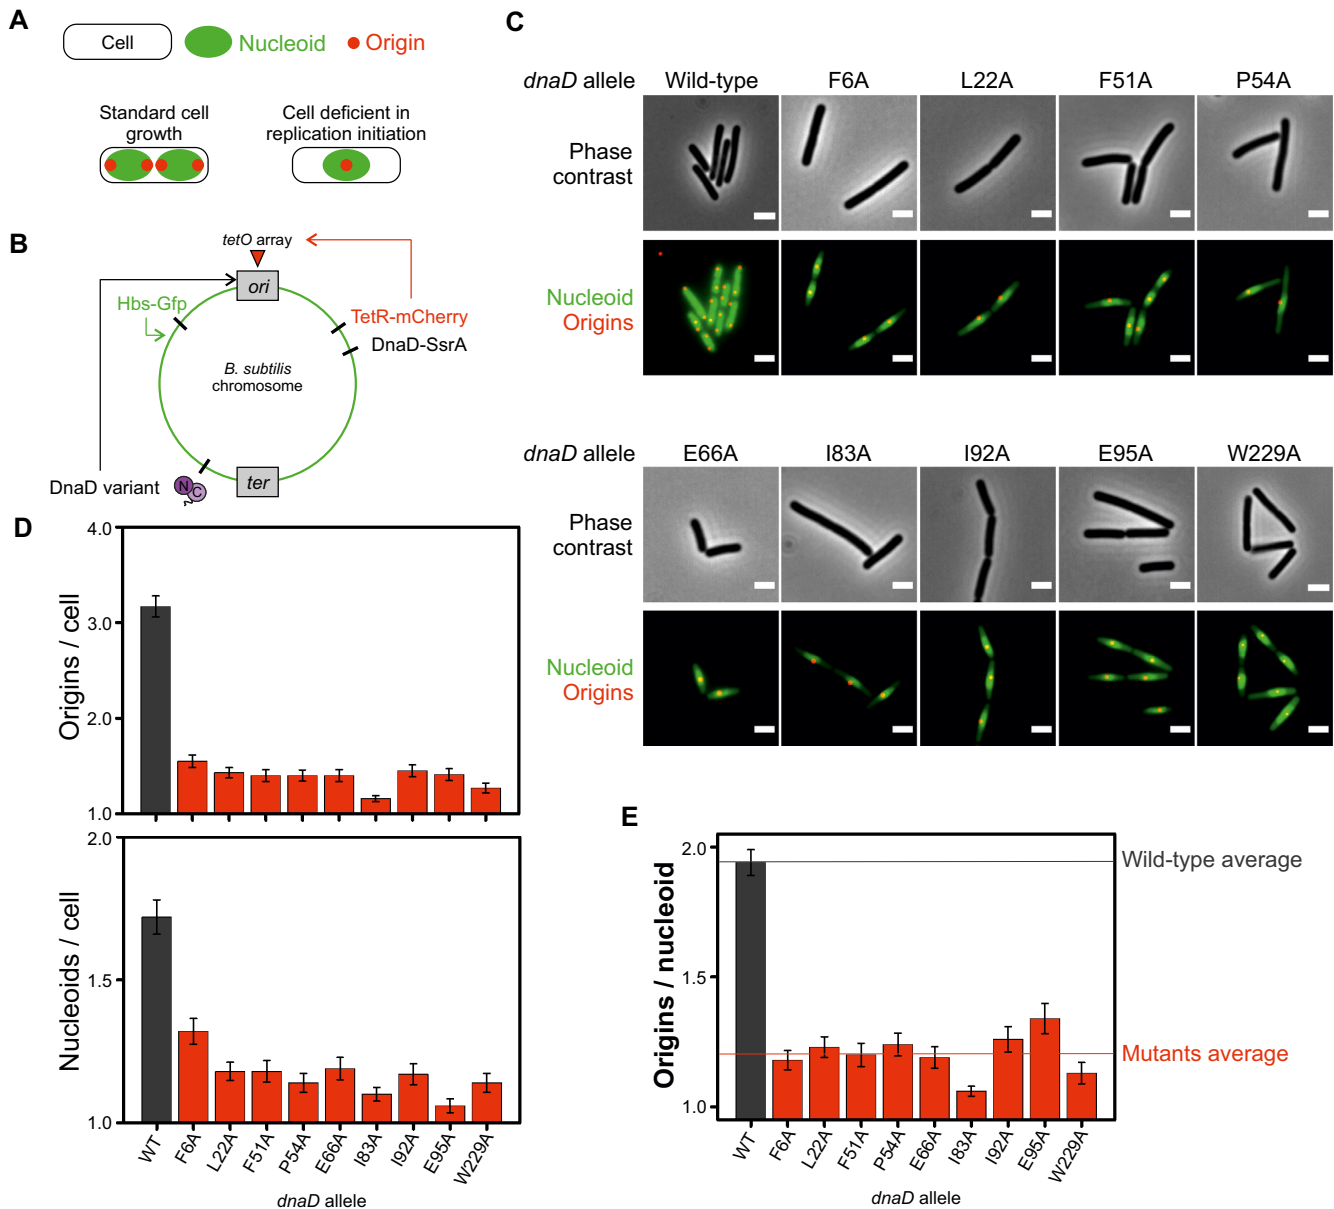 A
Cell
Nucleoid
Origin
Standard cell
growth
Cell deficient in
replication initiation
B
tetO array
ori
Hbs-Gfp
TetR-mCherry
DnaD-SsrA
B. subtilis
chromosome
DnaD variant
N
C
ter
C
dnaD allele
Wild-type
F6A
L22A
F51A
P54A
Phase
contrast
Nucleoid
Origins
dnaD allele
E66A
I83A
I92A
E95A
W229A
Phase
contrast
Nucleoid
Origins
D
Origins / cell
4.0
3.0
2.0
1.0
Nucleoids / cell
2.0
1.5
1.0
WT
F6A
L22A
F51A
P54A
E66A
I83A
I92A
E95A
W229A
dnaD allele
E
Origins / nucleoid
2.0
1.5
1.0
Wild-type average
Mutants average
WT
F6A
L22A
F51A
P54A
E66A
I83A
I92A
E95A
W229A
dnaD allele